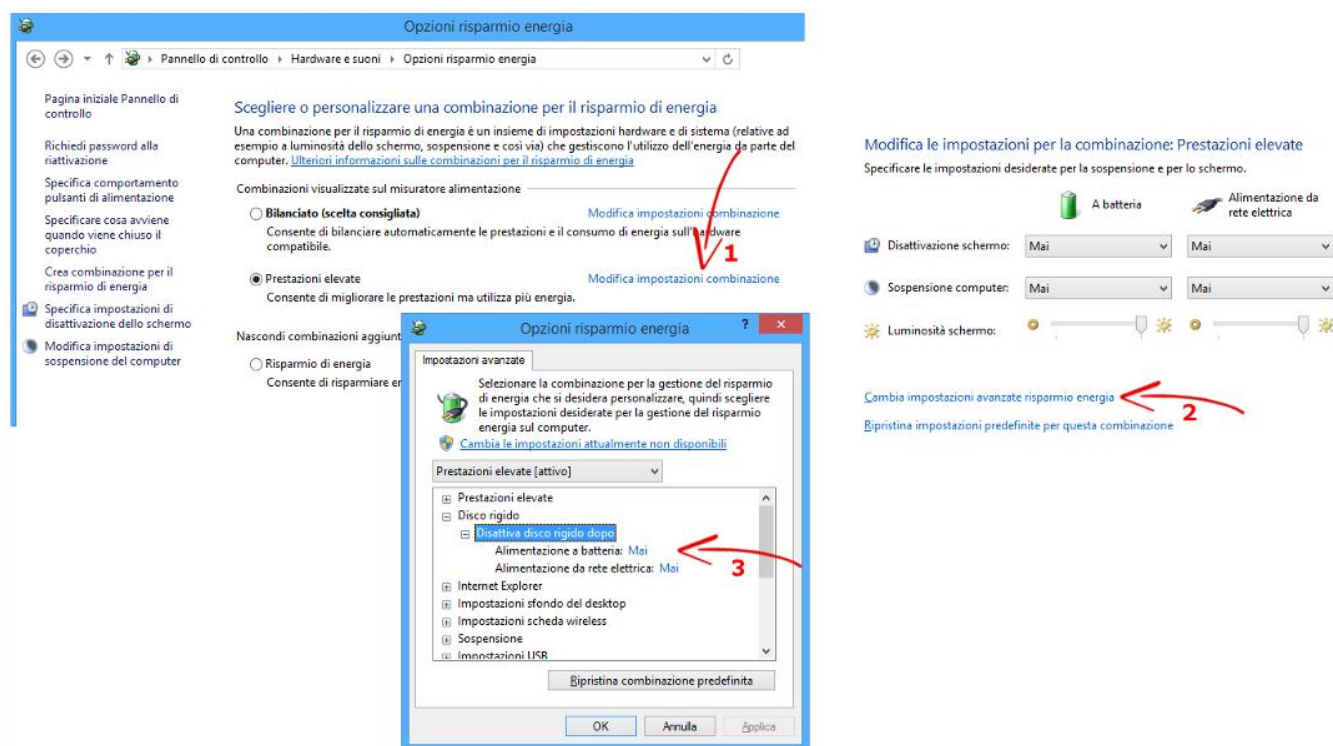 Opzioni risparmio energia
Pannello di controllo
Hardware e suoni
Opzioni risparmio energia
Pagina iniziale Pannello di
controllo
Richiedi password alla
riattivazione
Specifica comportamento
pulsanti di alimentazione
Specificare cosa avviene
quando viene chiuso il
coperchio
Crea combinazione per il
risparmio di energia
Specifica impostazioni di
disattivazione dello schermo
Modifica impostazioni di
sospensione del computer
Scegliere o personalizzare una combinazione per il risparmio di energia
Una combinazione per il risparmio di energia è un insieme di impostazioni hardware e di sistema (relative ad
esempio a luminosità dello schermo, sospensione e così via) che gestiscono l'utilizzo dell'energia da parte del
computer. Ulteriori informazioni sulle combinazioni per il risparmio di energia
Combinazioni visualizzate sul misuratore alimentazione
Bilanciato (scelta consigliata) Modifica impostazioni combinazione
Consente di bilanciare automaticamente le prestazioni e il consumo di energia sull'hardware
compatibile.
1
Prestazioni elevate Modifica impostazioni combinazione
Consente di migliorare le prestazioni ma utilizza più energia.
Nascondi combinazioni aggiunt
Risparmio di energia
Consente di risparmiare er
Opzioni risparmio energia ? ×
Impostazioni avanzate
Selezionare la combinazione per la gestione del risparmio
di energia che si desidera personalizzare, quindi scegliere
le impostazioni desiderate per la gestione del risparmio
energia sul computer.
Cambia le impostazioni attualmente non disponibili
Prestazioni elevate [attivo]
Prestazioni elevate
Disco rigido
Disattiva disco rigido dopo
Alimentazione a batteria: Mai
Alimentazione da rete elettrica: Mai
3
Internet Explorer
Impostazioni sfondo del desktop
Impostazioni scheda wireless
Sospensione
Impostazioni USB
Ripristina combinazione predefinita
OK Annulla Applica
Modifica le impostazioni per la combinazione: Prestazioni elevate
Specificare le impostazioni desiderate per la sospensione e per lo schermo.
A batteria
Alimentazione da
rete elettrica
Disattivazione schermo: Mai Mai
Sospensione computer: Mai Mai
Luminosità schermo:
Cambia impostazioni avanzate risparmio energia
2
Ripristina impostazioni predefinite per questa combinazione